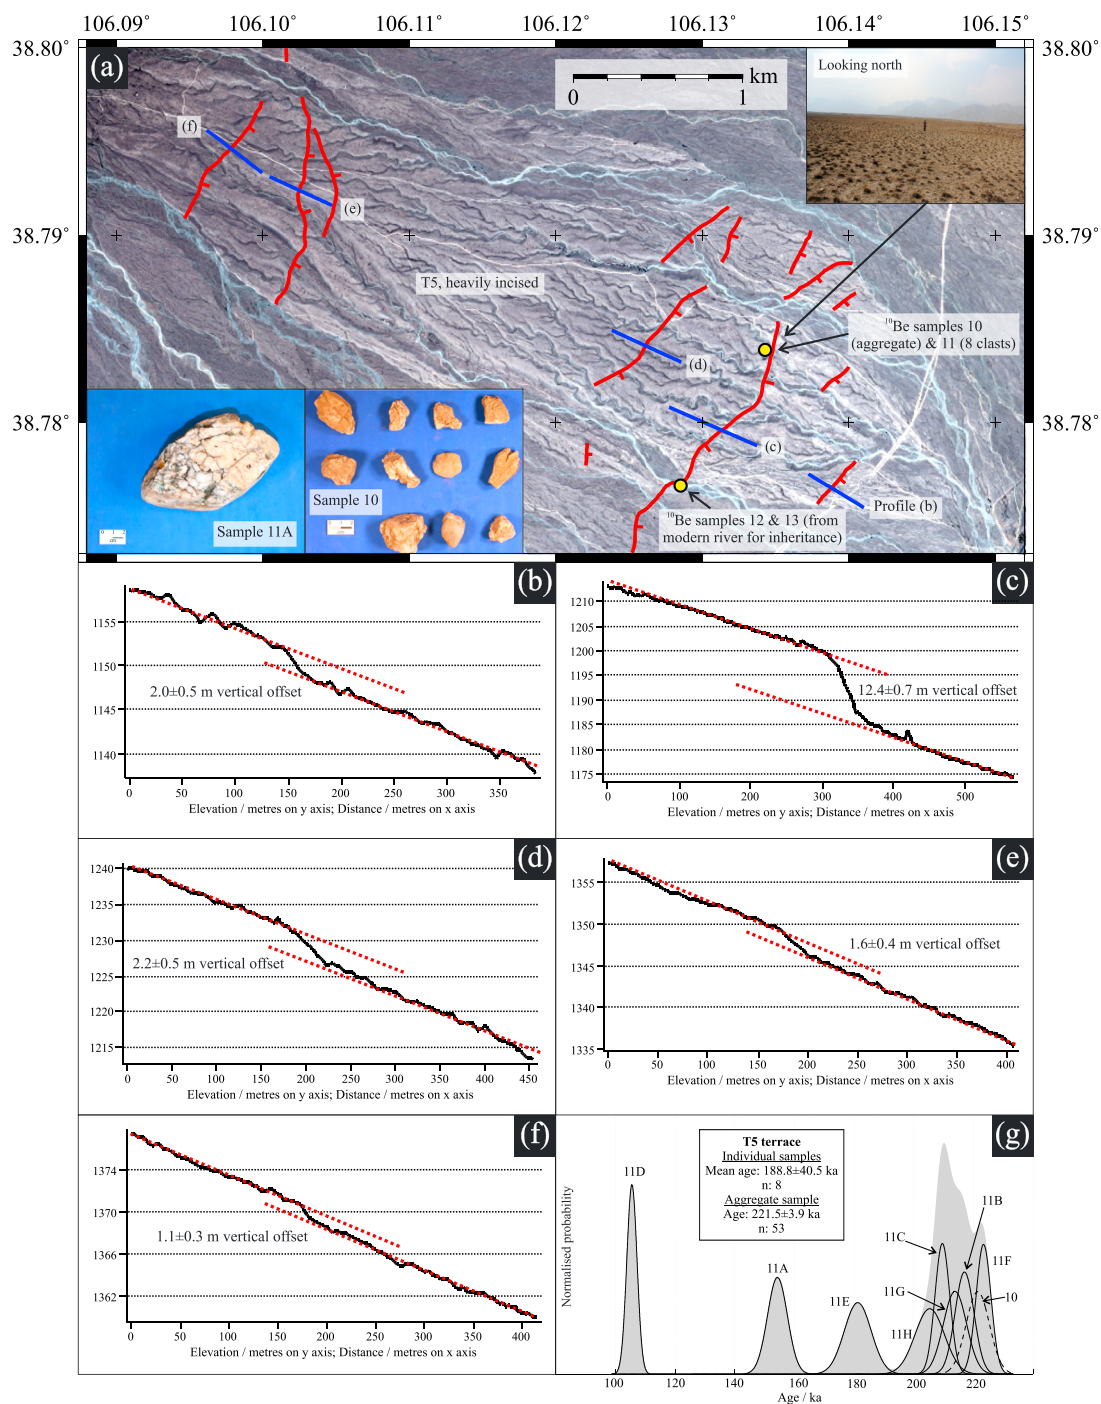 106.09° 106.10° 106.11° 106.12° 106.13° 106.14° 106.15°
38.80° 38.80°
(a)
km
0 1
Looking north
(f)
(e)
38.79° 38.79°
T5, heavily incised
¹⁰Be samples 10
(aggregate) & 11 (8 clasts)
(d)
38.78° 38.78°
(c)
Sample 10
Sample 11A
0 1 2
cm
Profile (b)
¹⁰Be samples 12 & 13 (from
modern river for inheritance)
(b)
1155
1150
1145
1140
2.0±0.5 m vertical offset
0 50 100 150 200 250 300 350
Elevation / metres on y axis; Distance / metres on x axis
(c)
1210
1205
1200
1195
1190
1185
1180
1175
12.4±0.7 m vertical offset
0 100 200 300 400 500
Elevation / metres on y axis; Distance / metres on x axis
(d)
1240
1235
1230
1225
1220
1215
2.2±0.5 m vertical offset
0 50 100 150 200 250 300 350 400 450
Elevation / metres on y axis; Distance / metres on x axis
(e)
1355
1350
1345
1340
1335
1.6±0.4 m vertical offset
0 50 100 150 200 250 300 350 400
Elevation / metres on y axis; Distance / metres on x axis
(f)
1374
1370
1366
1362
1.1±0.3 m vertical offset
0 50 100 150 200 250 300 350 400
Elevation / metres on y axis; Distance / metres on x axis
(g)
T5 terrace
Individual samples
Mean age: 188.8±40.5 ka
n: 8
Aggregate sample
Age: 221.5±3.9 ka
n: 53
Normalised probability
11D
11A
11E
11C
11B
11F
11G
10
11H
100 120 140 160 180 200 220
Age / ka